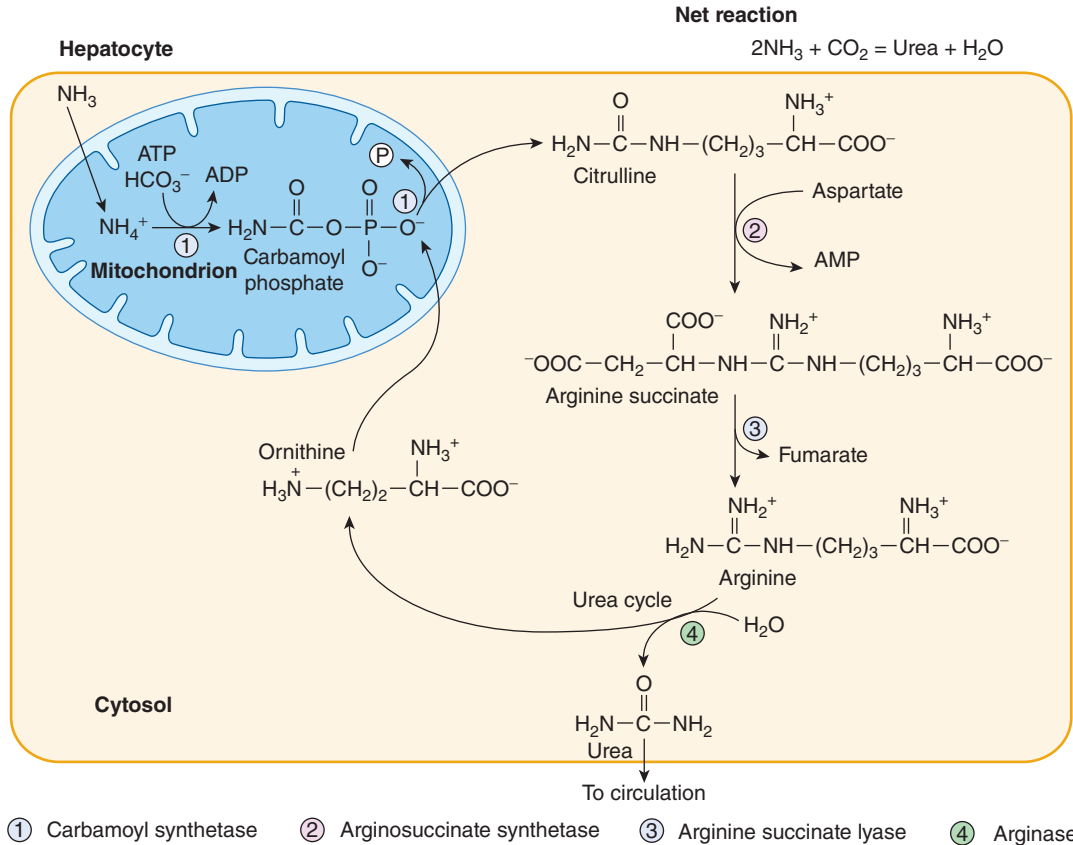 Net reaction
2NH₃ + CO₂ = Urea + H₂O
Hepatocyte
NH₃
ATP
HCO₃⁻
ADP
NH₄⁺
1
Mitochondrion
H₂N—C—O—P—O⁻
O
O
O⁻
Carbamoyl
phosphate
P
1
O
NH₃⁺
H₂N—C—NH—(CH₂)₃—CH—COO⁻
Citrulline
Aspartate
2
AMP
COO⁻
NH₂⁺
NH₃⁺
⁻OOC—CH₂—CH—NH—C—NH—(CH₂)₃—CH—COO⁻
Arginine succinate
3
Fumarate
Ornithine
NH₃⁺
H₃N⁺—(CH₂)₂—CH—COO⁻
NH₂⁺
NH₃⁺
H₂N—C—NH—(CH₂)₃—CH—COO⁻
Arginine
Urea cycle
4
H₂O
O
H₂N—C—NH₂
Urea
Cytosol
To circulation
1 Carbamoyl synthetase
2 Arginosuccinate synthetase
3 Arginine succinate lyase
4 Arginase